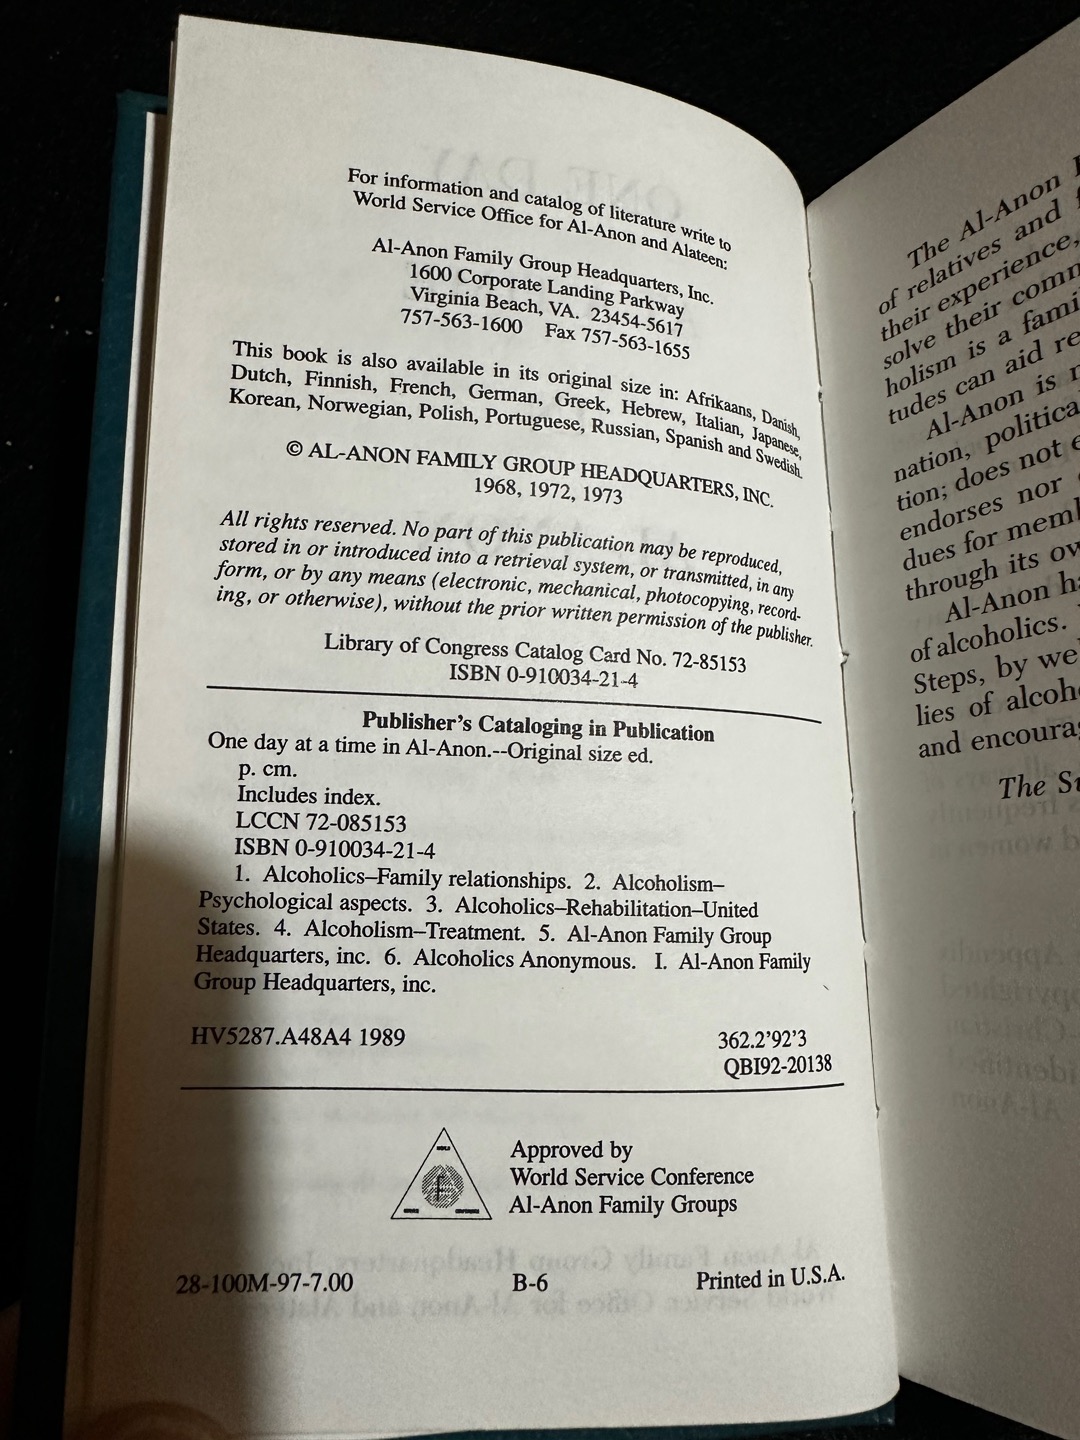 For information and catalog of literature write to
World Service Office for Al-Anon and Alateen:
Al-Anon Family Group Headquarters, Inc.
1600 Corporate Landing Parkway
Virginia Beach, VA. 23454-5617
757-563-1600 Fax 757-563-1655
This book is also available in its original size in: Afrikaans, Danish,
Dutch, Finnish, French, German, Greek, Hebrew, Italian, Japanese,
Korean, Norwegian, Polish, Portuguese, Russian, Spanish and Swedish.
© AL-ANON FAMILY GROUP HEADQUARTERS, INC.
1968, 1972, 1973
All rights reserved. No part of this publication may be reproduced,
stored in or introduced into a retrieval system, or transmitted, in any
form, or by any means (electronic, mechanical, photocopying, record-
ing, or otherwise), without the prior written permission of the publisher.
Library of Congress Catalog Card No. 72-85153
ISBN 0-910034-21-4
Publisher's Cataloging in Publication
One day at a time in Al-Anon.--Original size ed.
p. cm.
Includes index.
LCCN 72-085153
ISBN 0-910034-21-4
1. Alcoholics–Family relationships. 2. Alcoholism–
Psychological aspects. 3. Alcoholics–Rehabilitation–United
States. 4. Alcoholism–Treatment. 5. Al-Anon Family Group
Headquarters, inc. 6. Alcoholics Anonymous. I. Al-Anon Family
Group Headquarters, inc.
HV5287.A48A4 1989 362.2'92'3
QBI92-20138
Approved by
World Service Conference
Al-Anon Family Groups
28-100M-97-7.00 B-6 Printed in U.S.A.
The Al-Anon
of relatives and
their experience,
solve their
holism is a
tudes can aid
Al-Anon is
nation,
tion; does not
endorses nor
dues for
through its
Al-Anon
of alcoholics.
Steps, by
lies of
and
The